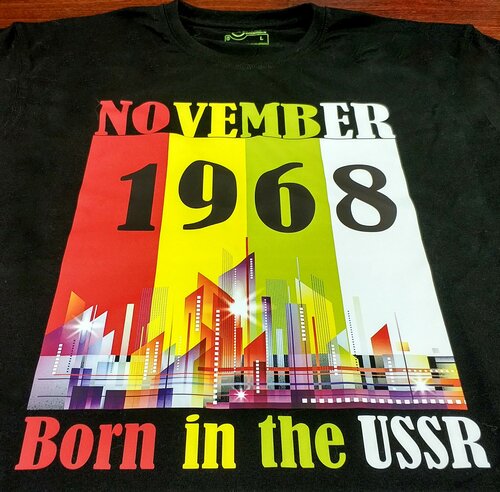 L
NOVEMBER
1968
Born in the USSR